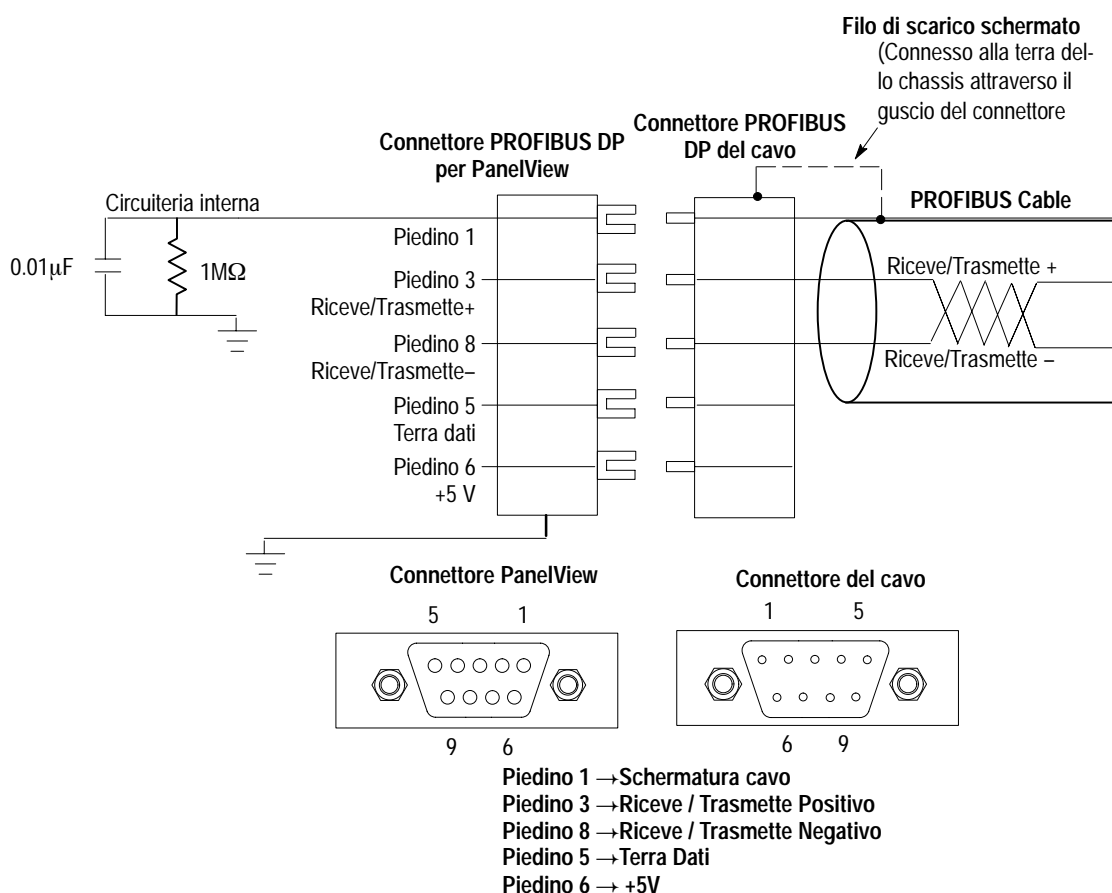 Filo di scarico schermato
(Connesso alla terra del-
lo chassis attraverso il
guscio del connettore
Connettore PROFIBUS DP
per PanelView
Connettore PROFIBUS
DP del cavo
PROFIBUS Cable
Circuiteria interna
0.01µF
1MΩ
Piedino 1
Piedino 3
Riceve/Trasmette+
Piedino 8
Riceve/Trasmette–
Piedino 5
Terra dati
Piedino 6
+5 V
Riceve/Trasmette +
Riceve/Trasmette –
Connettore PanelView
5 1
9 6
Connettore del cavo
1 5
6 9
Piedino 1 →Schermatura cavo
Piedino 3 →Riceve / Trasmette Positivo
Piedino 8 →Riceve / Trasmette Negativo
Piedino 5 →Terra Dati
Piedino 6 → +5V